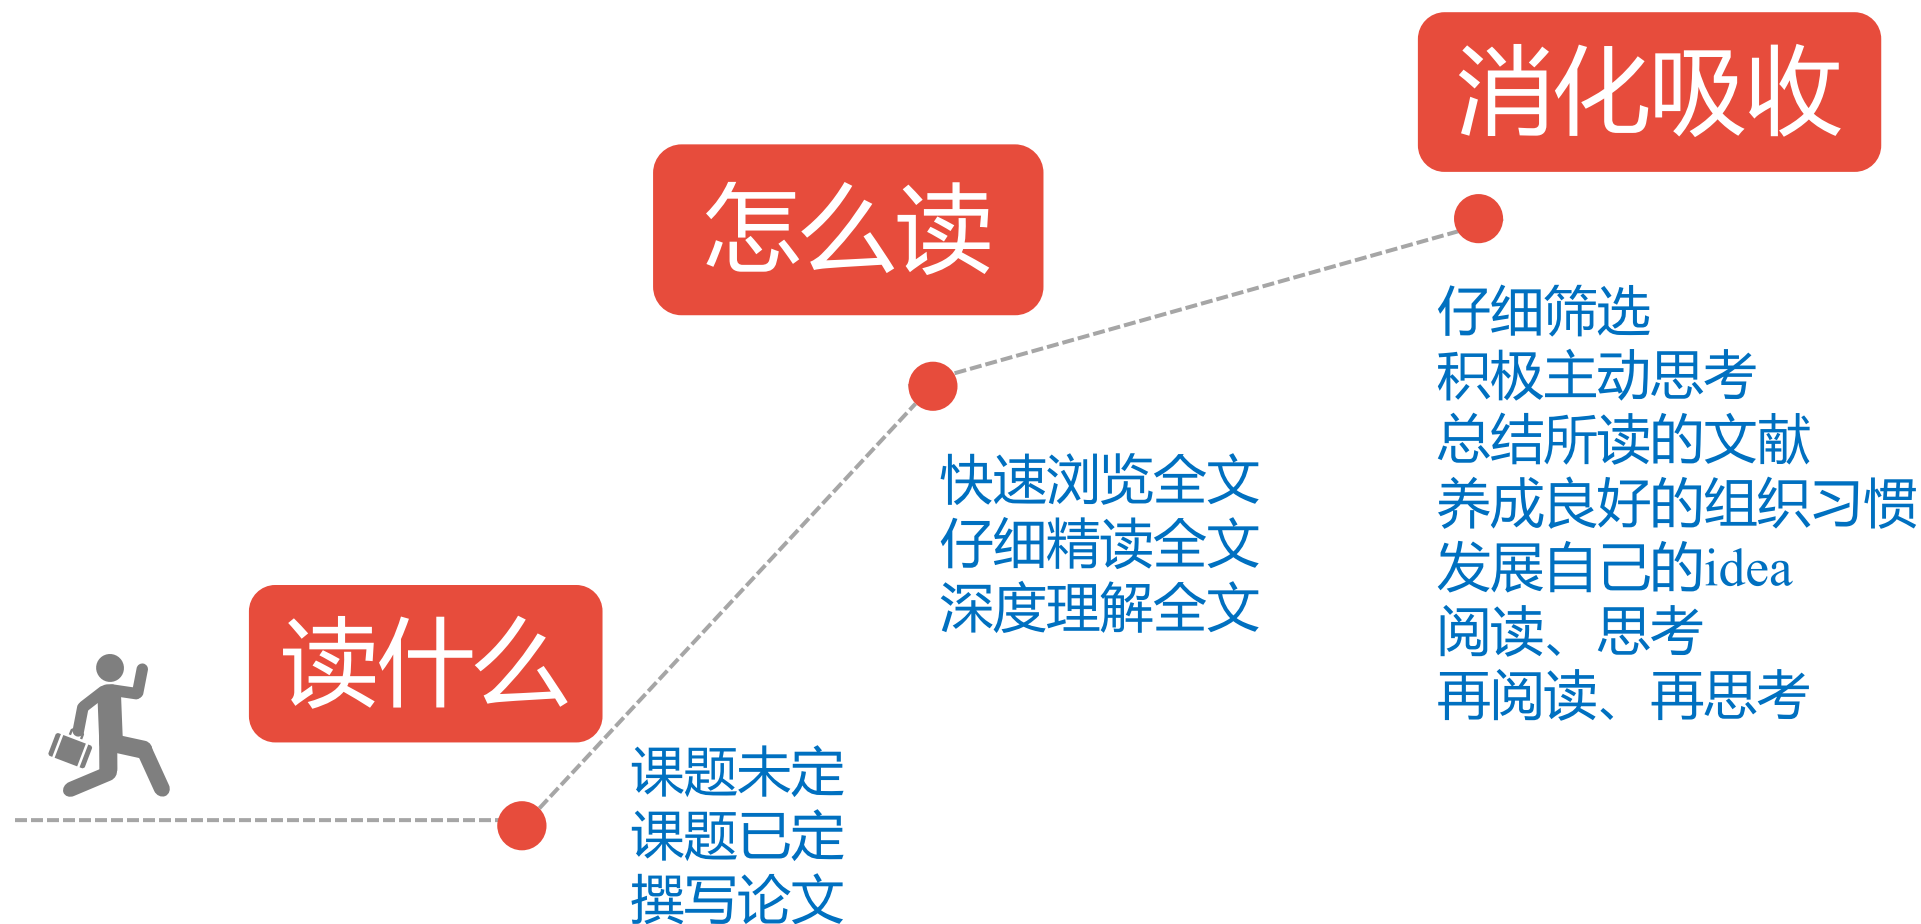 读什么
课题未定
课题已定
撰写论文
怎么读
快速浏览全文
仔细精读全文
深度理解全文
消化吸收
仔细筛选
积极主动思考
总结所读的文献
养成良好的组织习惯
发展自己的idea
阅读、思考
再阅读、再思考